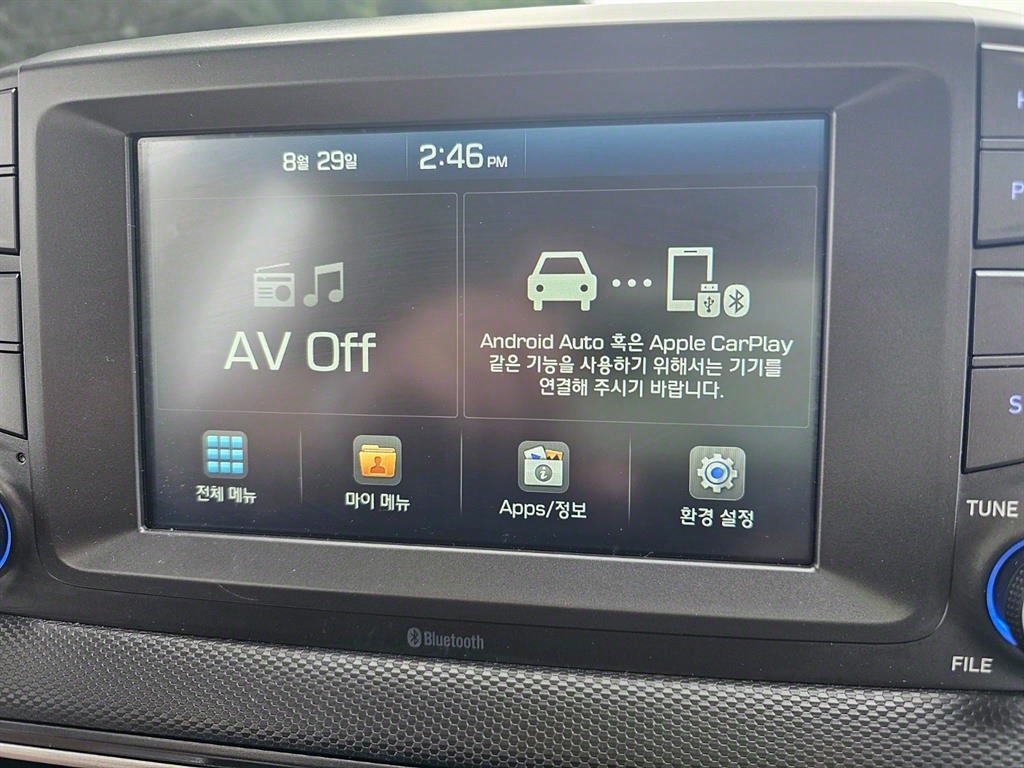 8월 29일 2:46 PM
AV Off
Android Auto 혹은 Apple CarPlay
같은 기능을 사용하기 위해서는 기기를
연결해 주시기 바랍니다.
전체 메뉴
마이 메뉴
Apps/정보
환경 설정
TUNE
FILE
Bluetooth